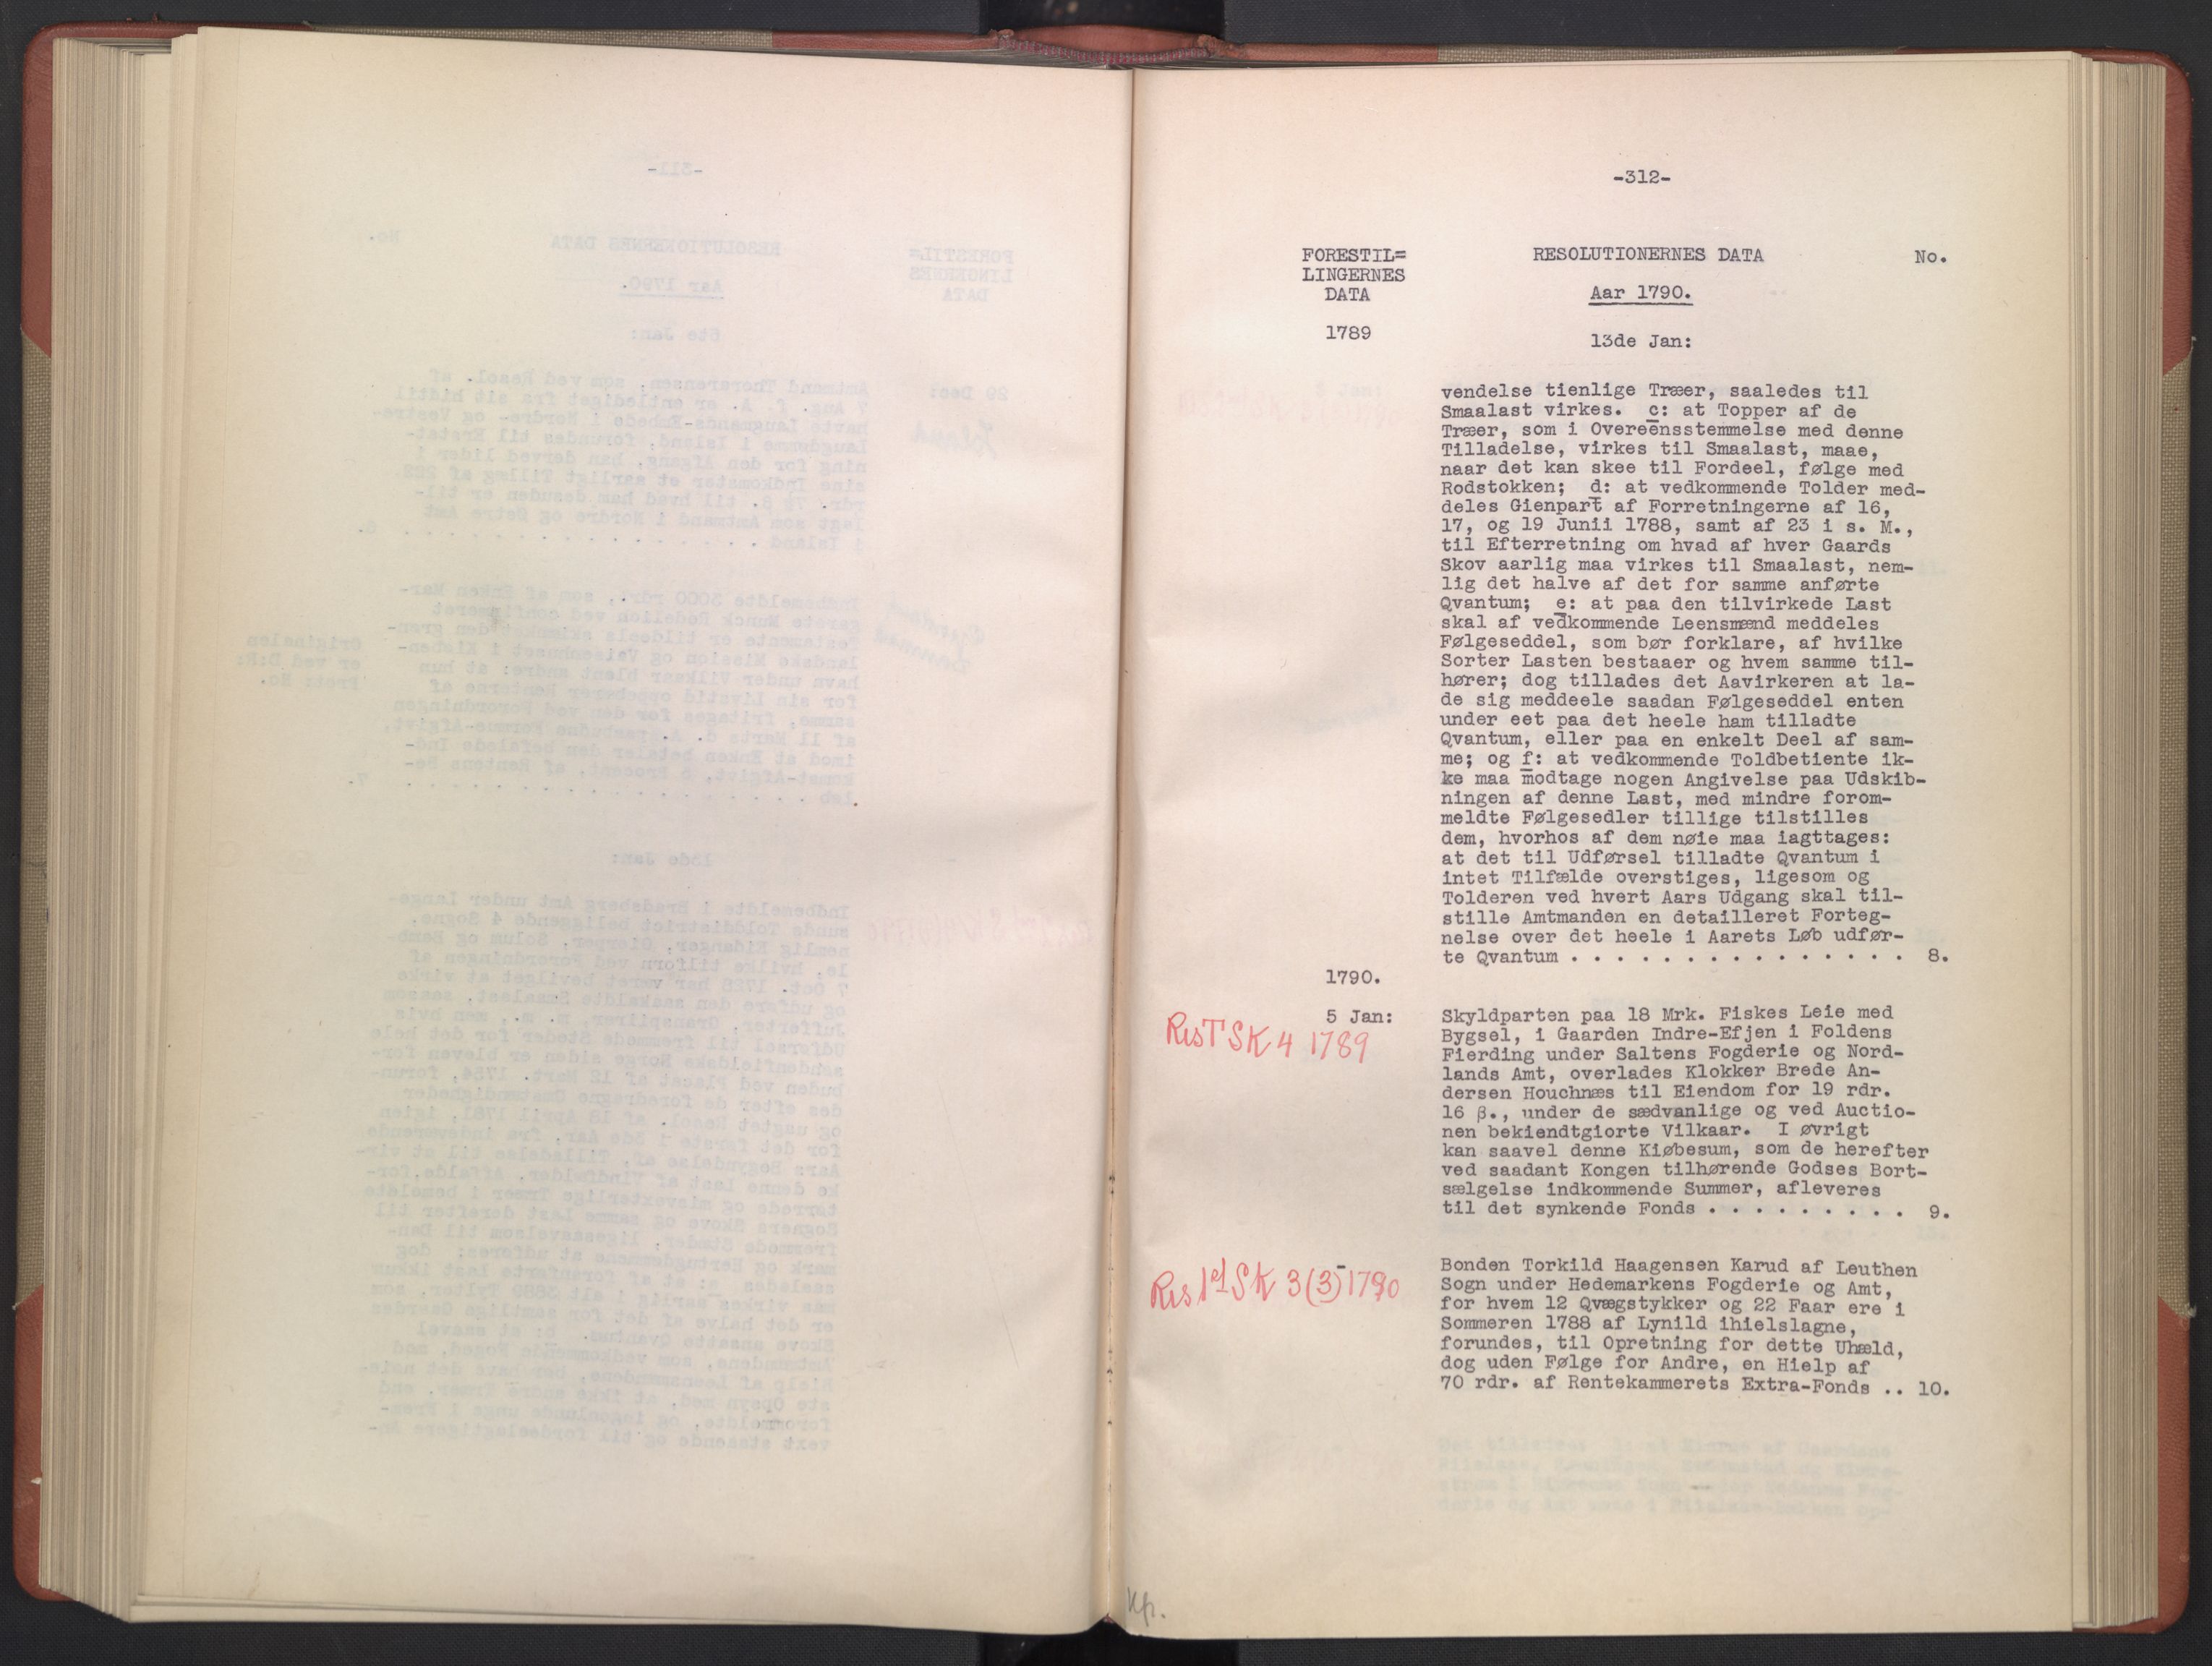 -312-
FORESTIL=
LINGERNES
DATA
RESOLUTIONERNES DATA
No.
Aar 1790.
1789
13de Jan:
vendelse tienlige Træer, saaledes til
Smaalast virkes. c: at Topper af de
Træer, som i Overeensstemmelse med denne
Tilladelse, virkes til Smaalast, maae,
naar det kan skee til Fordeel, følge med
Rodstokken; d: at vedkommende Tolder med-
deles Gienpart af Forretningerne af 16,
17, og 19 Junii 1788, samt af 23 i s. M.,
til Efterretning om hvad af hver Gaards
Skov aarlig maa virkes til Smaalast, nem-
lig det halve af det for samme anførte
Qvantum; e: at paa den tilvirkede Last
skal af vedkommende Leensmænd meddeles
Følgeseddel, som bør forklare, af hvilke
Sorter Lasten bestaaer og hvem samme til-
hører; dog tillades det Aavirkeren at la-
de sig meddeele saadan Følgeseddel enten
under eet paa det heele ham tilladte
Qvantum, eller paa en enkelt Deel af sam-
me; og f: at vedkommende Toldbetiente ik-
ke maa modtage nogen Angivelse paa Udskib-
ningen af denne Last, med mindre forom-
meldte Følgesedler tillige tilstilles
dem, hvorhos af dem nøie maa iagttages:
at det til Udførsel tilladte Qvantum i
intet Tilfælde overstiges, ligesom og
Tolderen ved hvert Aars Udgang skal til-
stille Amtmanden en detailleret Forteg-
nelse over det heele i Aarets Løb udfør-
te Qvantum . . . . . . . . . . . . . . . 8.
1790.
5 Jan:
Res T SK 4 1789
Skyldparten paa 18 Mrk. Fiskes Leie med
Bygsel, i Gaarden Indre-Efjen i Foldens
Fierding under Saltens Fogderie og Nord-
lands Amt, overlades Klokker Brede An-
dersen Houchnæs til Eiendom for 19 rdr.
16 β., under de sædvanlige og ved Auctio-
nen bekiendtgiorte Vilkaar. I øvrigt
kan saavel denne Kiøbesum, som de herefter
ved saadant Kongen tilhørende Godses Bort-
sælgelse indkommende Summer, afleveres
til det synkende Fonds . . . . . . . . . 9.
-
Res SK 3(3)1790
Bonden Torkild Haagensen Karud af Leuthen
Sogn under Hedemarkens Fogderie og Amt,
for hvem 12 Qvægstykker og 22 Faar ere i
Sommeren 1788 af Lynild ihielslagne,
forundes, til Opretning for dette Uhæld,
dog uden Følge for Andre, en Hielp af
70 rdr. af Rentekammerets Extra-Fonds .. 10.